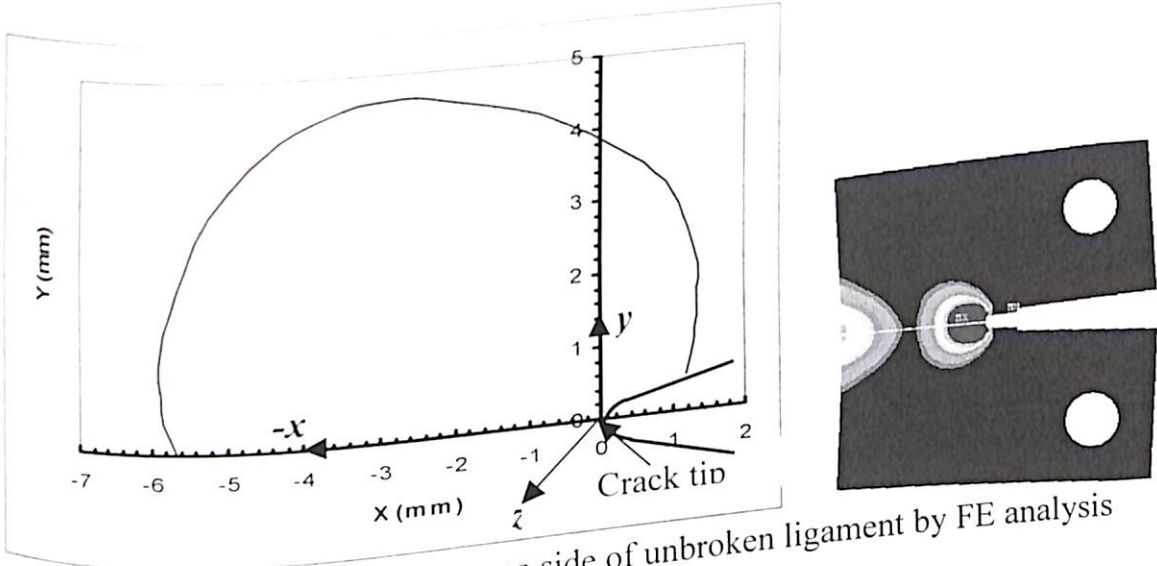 5
4
3
2
1
0
Y (mm)
y
-x
z
-7 -6 -5 -4 -3 -2 -1 0 1 2
X (mm)
Crack tip
side of unbroken ligament by FE analysis